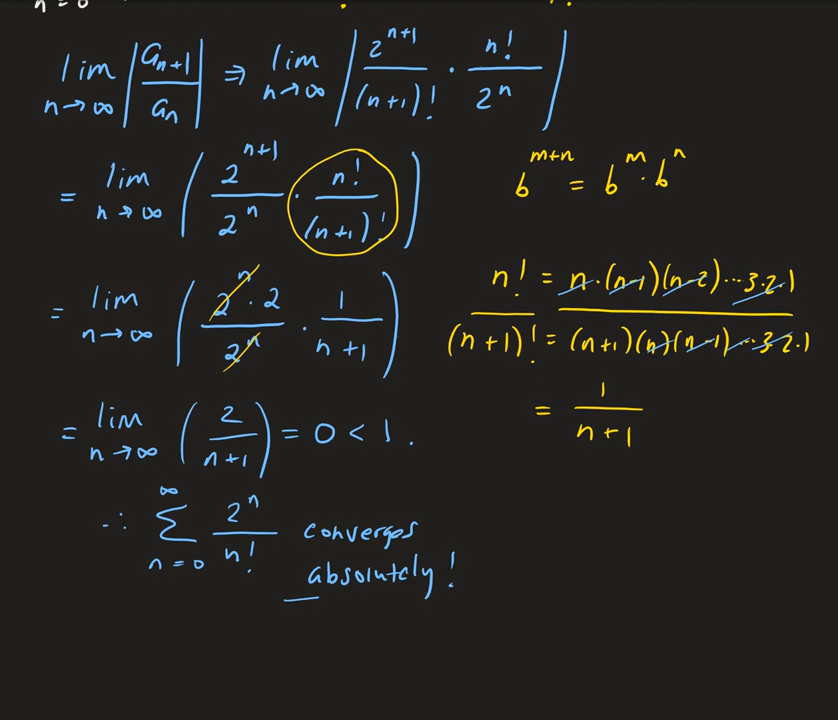 n = 0
lim n→∞ |a_{n+1} / a_n| ⇒ lim n→∞ |2^{n+1} / (n+1)! · n! / 2^n|
= lim n→∞ (2^{n+1} / 2^n · n! / (n+1)!)
b^{m+n} = b^m · b^n
= lim n→∞ (2^n · 2 / 2^n · 1 / n+1)
n! = n·(n-1)(n-2)···3·2·1
(n+1)! = (n+1)(n)(n-1)···3·2·1
= 1 / n+1
= lim n→∞ (2 / n+1) = 0 < 1.
∴ ∑_{n=0}^{∞} 2^n / n! converges
absolutely!